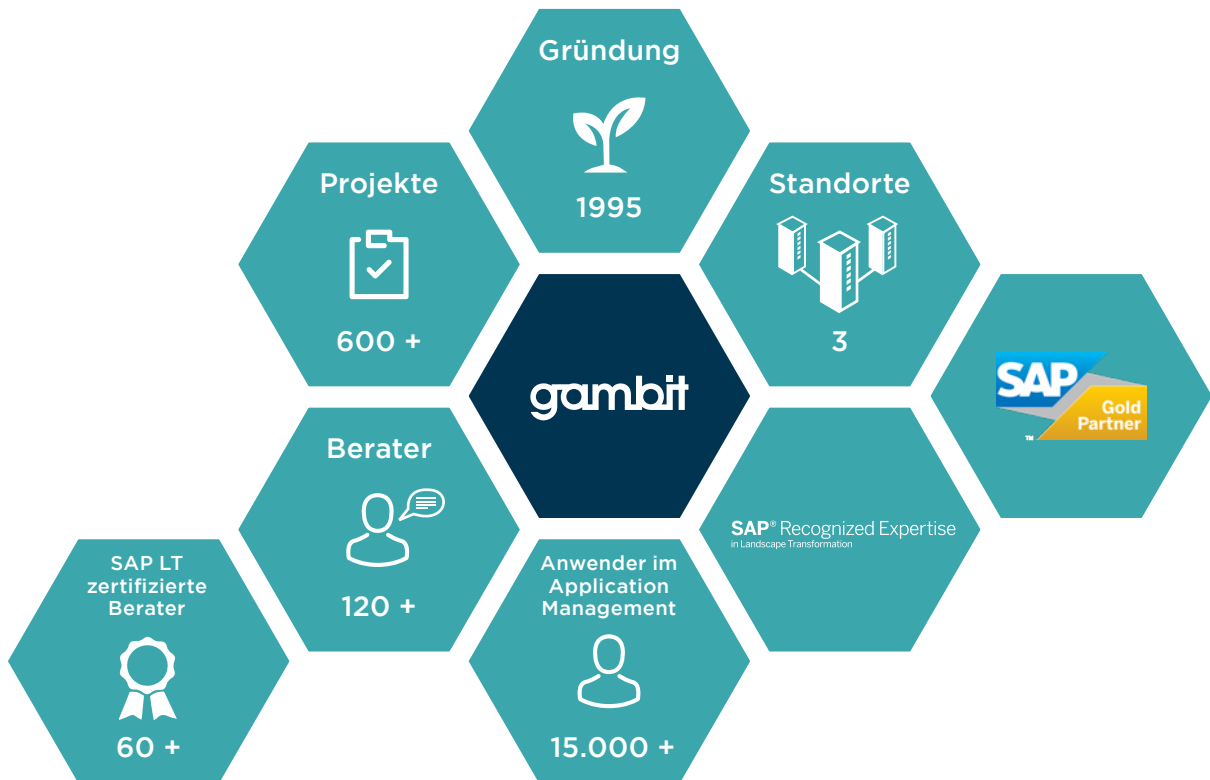 Gründung
1995
Projekte
600 +
Standorte
3
gambit
SAP
Gold
Partner
™
Berater
120 +
SAP® Recognized Expertise
in Landscape Transformation
SAP LT
zertifizierte
Berater
60 +
Anwender im
Application
Management
15.000 +